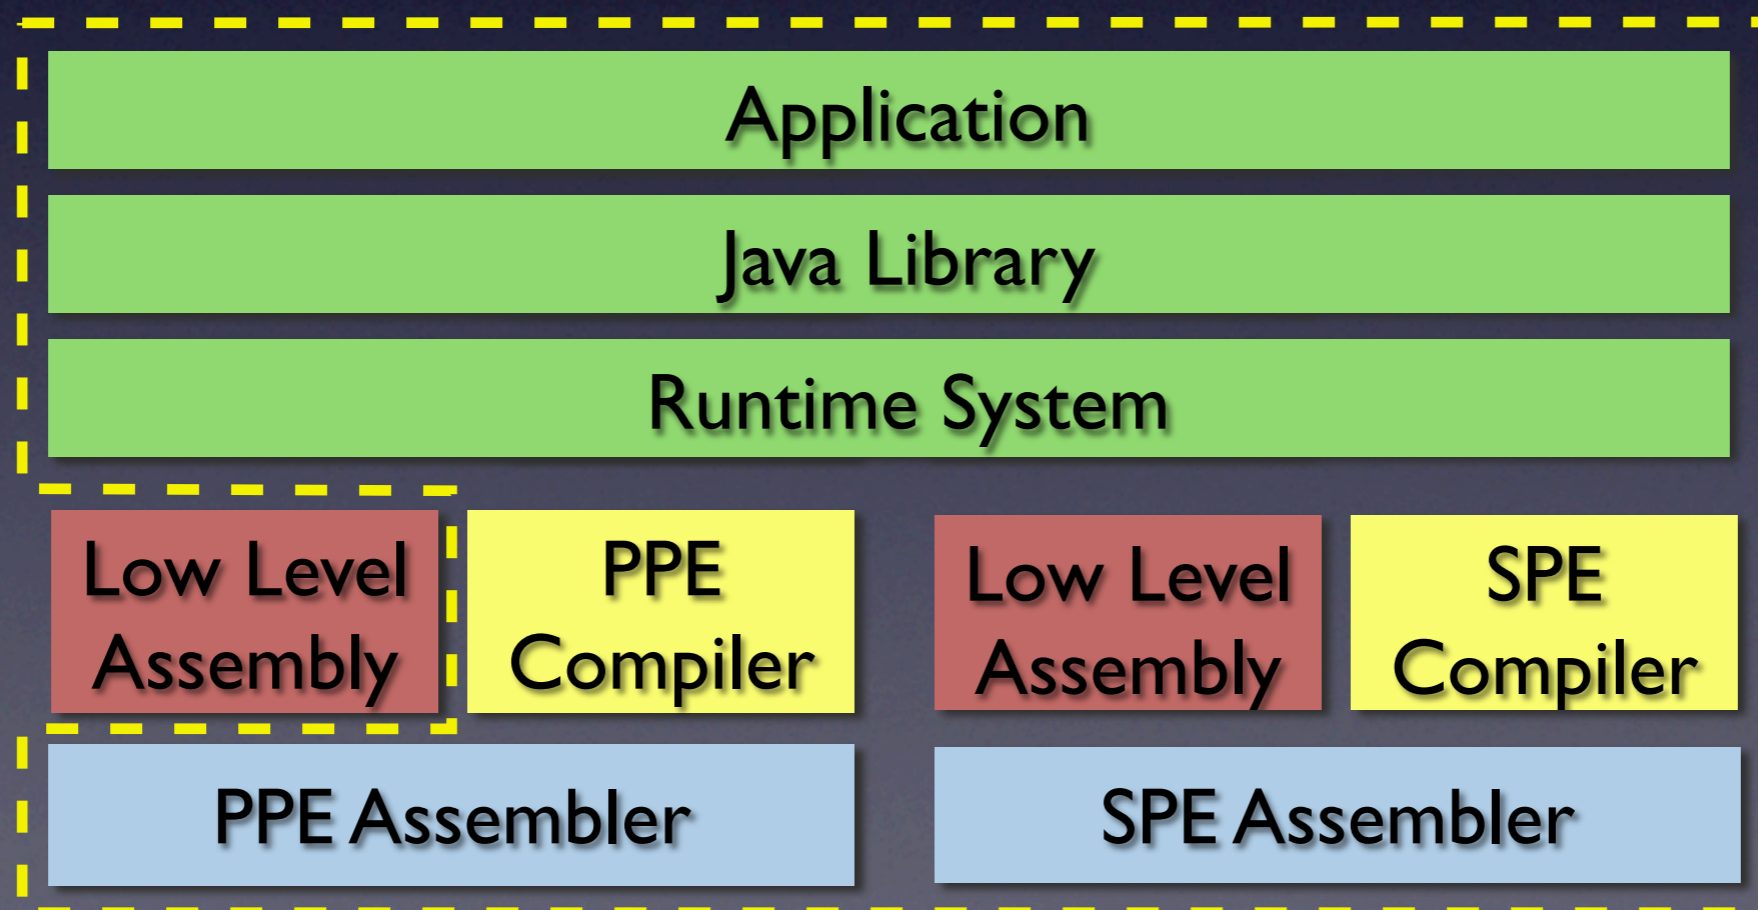 Application
Java Library
Runtime System
Low Level
Assembly
PPE
Compiler
Low Level
Assembly
SPE
Compiler
PPE Assembler
SPE Assembler